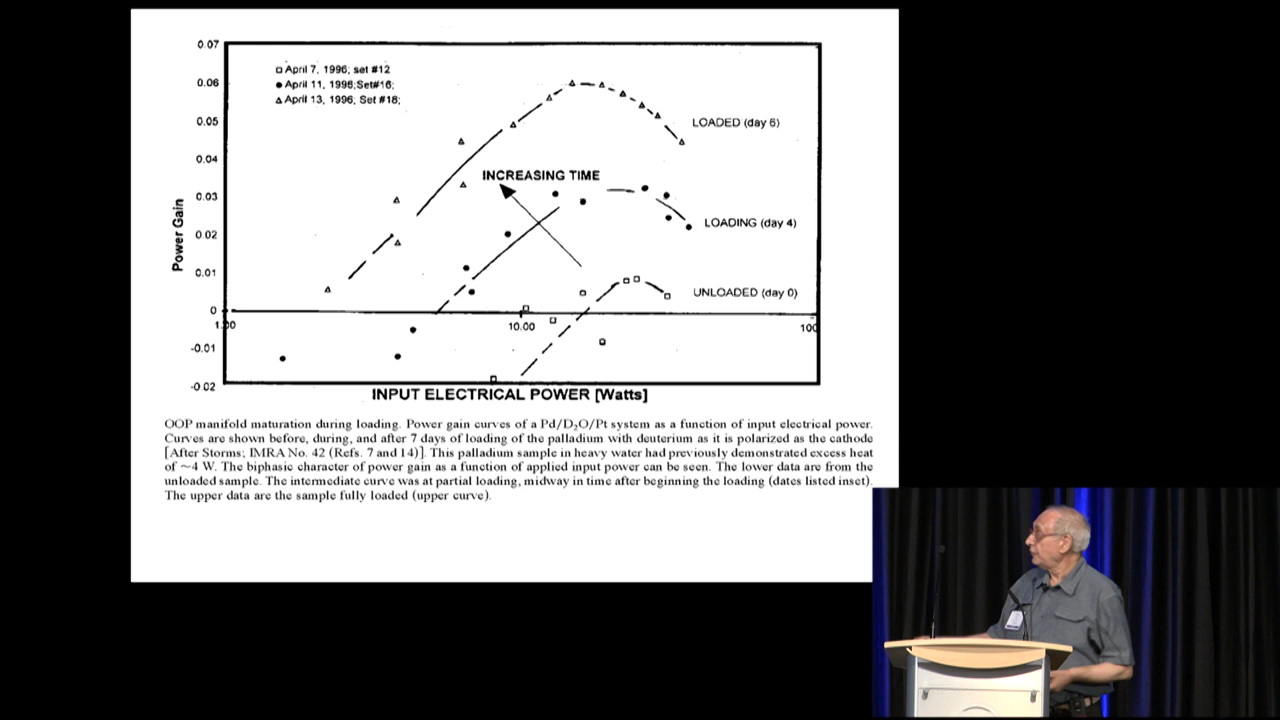 0.07
0.06
0.05
0.04
0.03
0.02
0.01
0
-0.01
-0 02
Power Gain
April 7, 1996; set #12
April 11, 1996;Set#16;
April 13, 1996; Set #18;
LOADED (day 6)
INCREASING TIME
LOADING (day 4)
UNLOADED (day 0)
10.00
100
INPUT ELECTRICAL POWER [Watts]
OOP manifold maturation during loading. Power gain curves of a Pd/D₂O/Pt system as a function of input electrical power.
Curves are shown before, during, and after 7 days of loading of the palladium with deuterium as it is polarized as the cathode
[After Storms; IMRA No. 42 (Refs. 7 and 14)]. This palladium sample in heavy water had previously demonstrated excess heat
of ~4 W. The biphasic character of power gain as a function of applied input power can be seen. The lower data are from the
unloaded sample. The intermediate curve was at partial loading, midway in time after beginning the loading (dates listed inset).
The upper data are the sample fully loaded (upper curve).